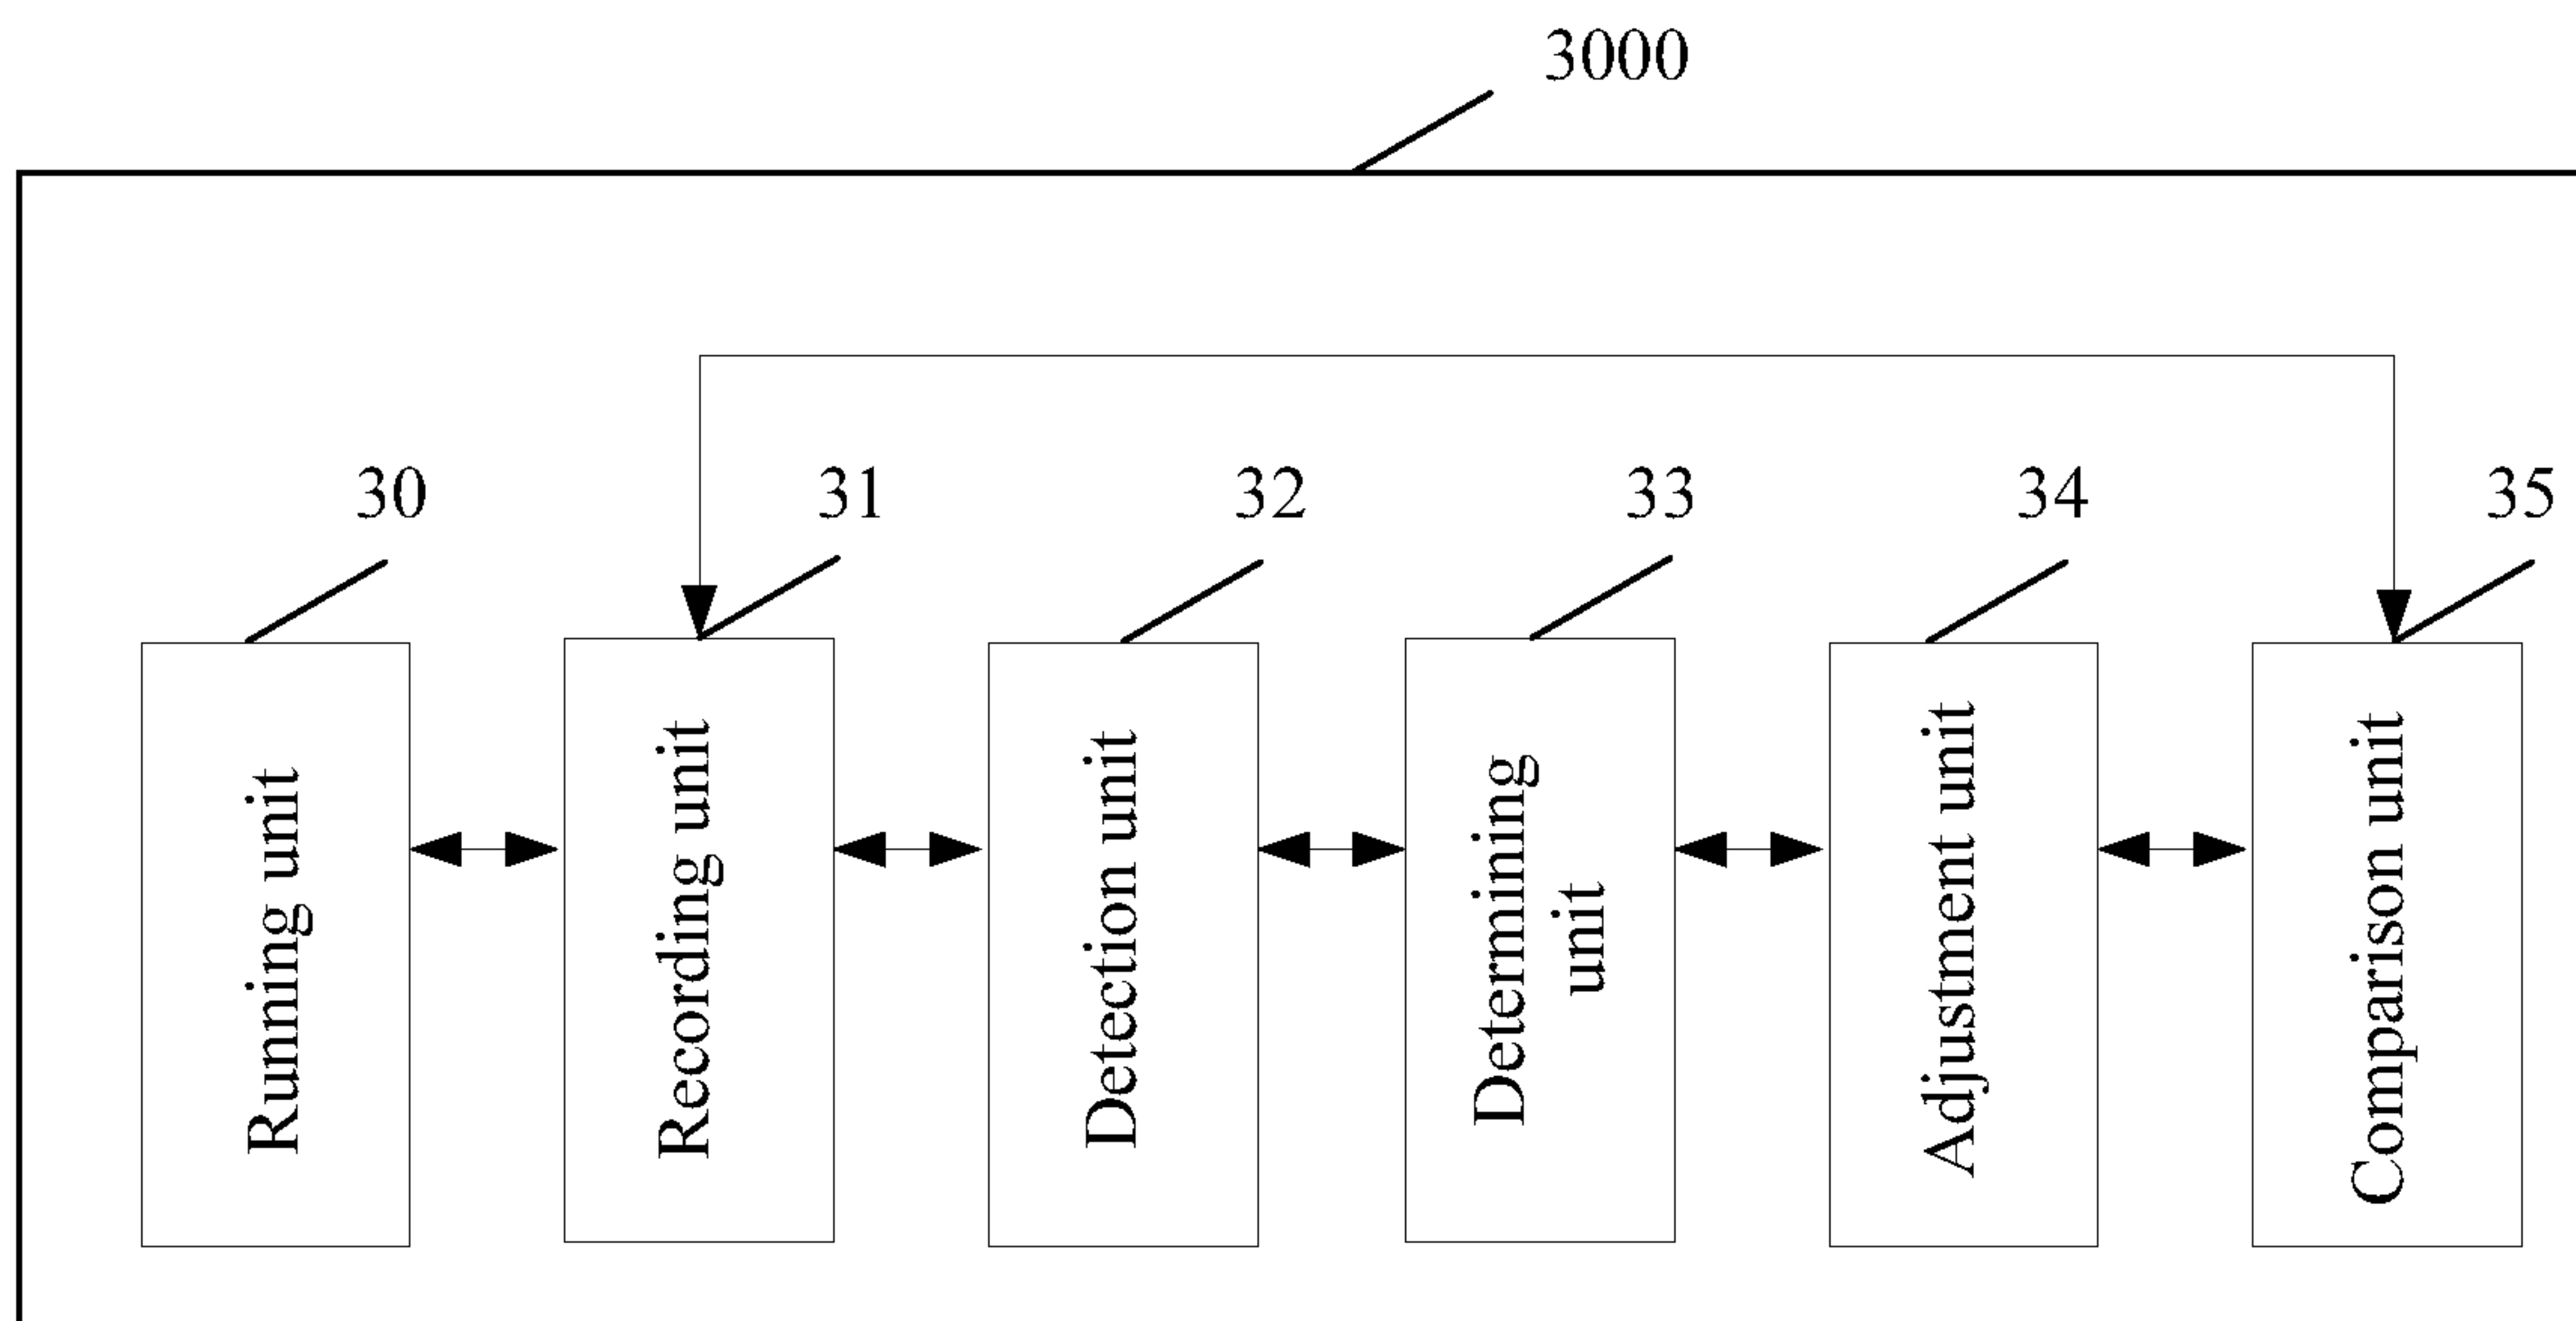 3000
30
31
32
33
34
35
Running unit
Recording unit
Detection unit
Determining
unit
Adjustment unit
Comparison unit